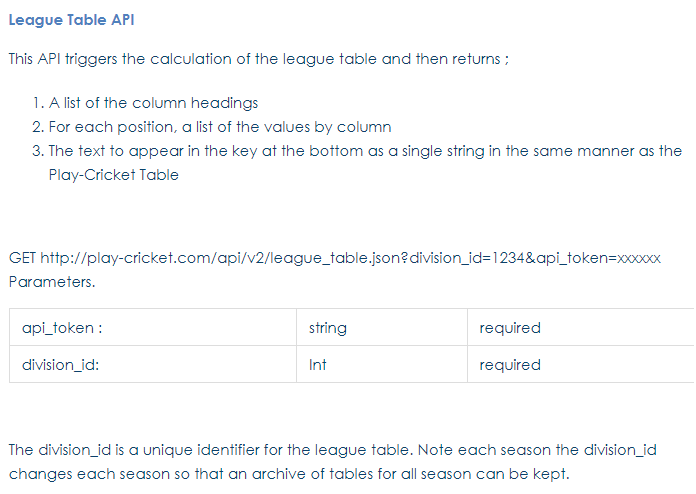 League Table API
This API triggers the calculation of the league table and then returns ;
1. A list of the column headings
2. For each position, a list of the values by column
3. The text to appear in the key at the bottom as a single string in the same manner as the
Play-Cricket Table
GET http://play-cricket.com/api/v2/league_table.json?division_id=1234&api_token=xxxxxx
Parameters.
api_token : string required
division_id: Int required
The division_id is a unique identifier for the league table. Note each season the division_id
changes each season so that an archive of tables for all season can be kept.